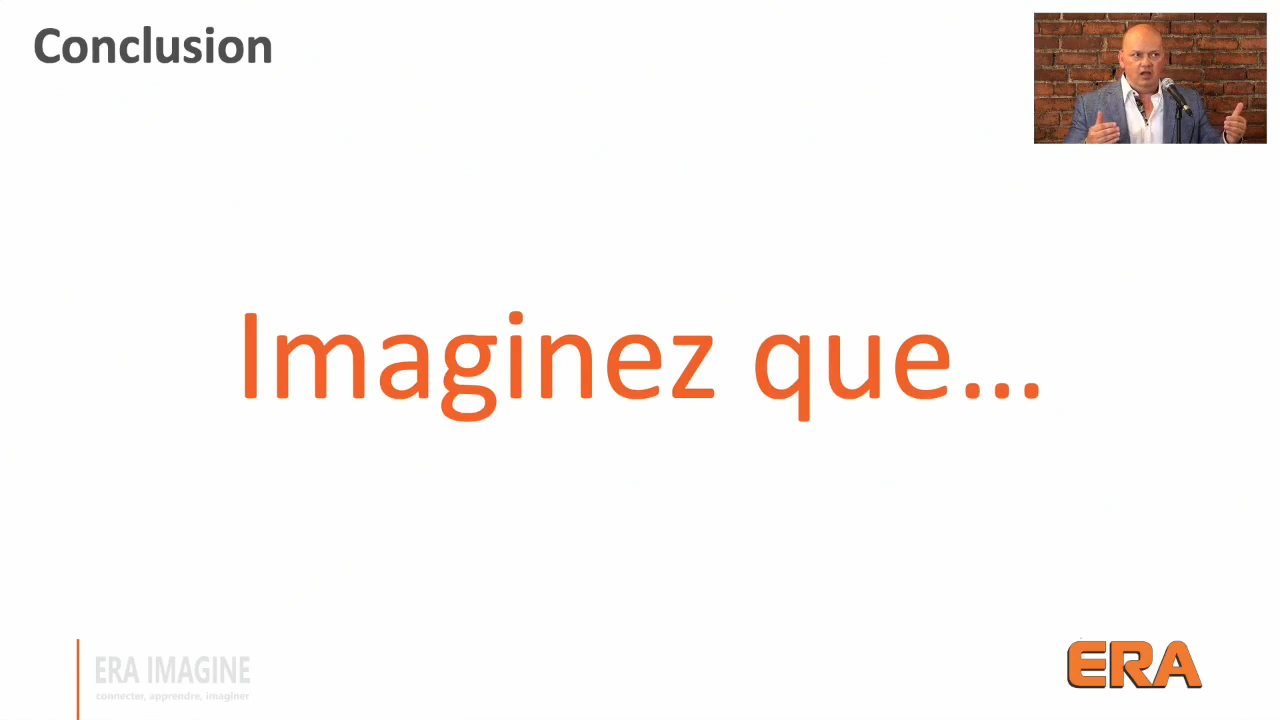 Conclusion
Imaginez que...
ERA IMAGINE
connecter, apprendre, imaginer
ERA